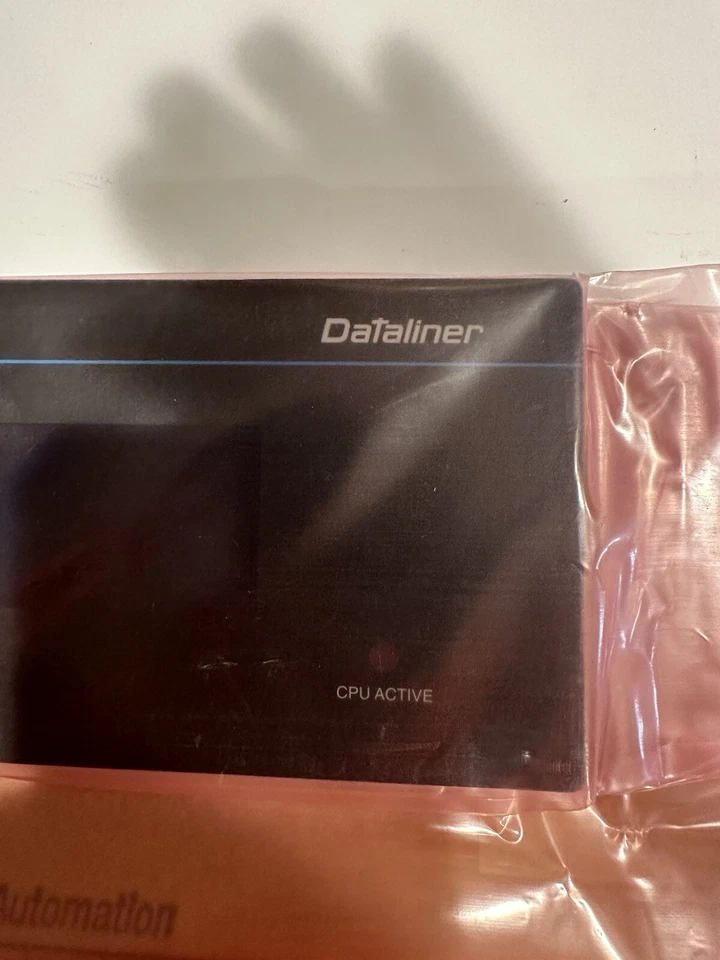 Dataliner
CPU ACTIVE
Automation